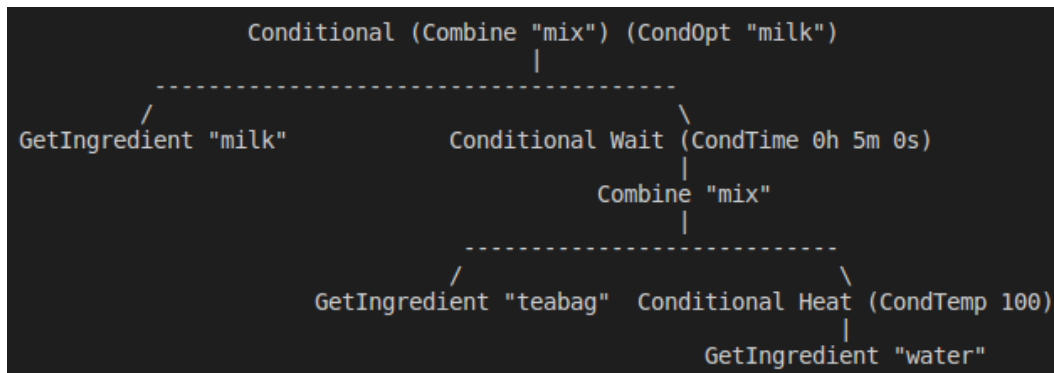 Conditional (Combine "mix") (CondOpt "milk")
|
---------------------------------------
/ \
GetIngredient "milk" Conditional Wait (CondTime 0h 5m 0s)
|
Combine "mix"
|
----------------------------
/ \
GetIngredient "teabag" Conditional Heat (CondTemp 100)
|
GetIngredient "water"